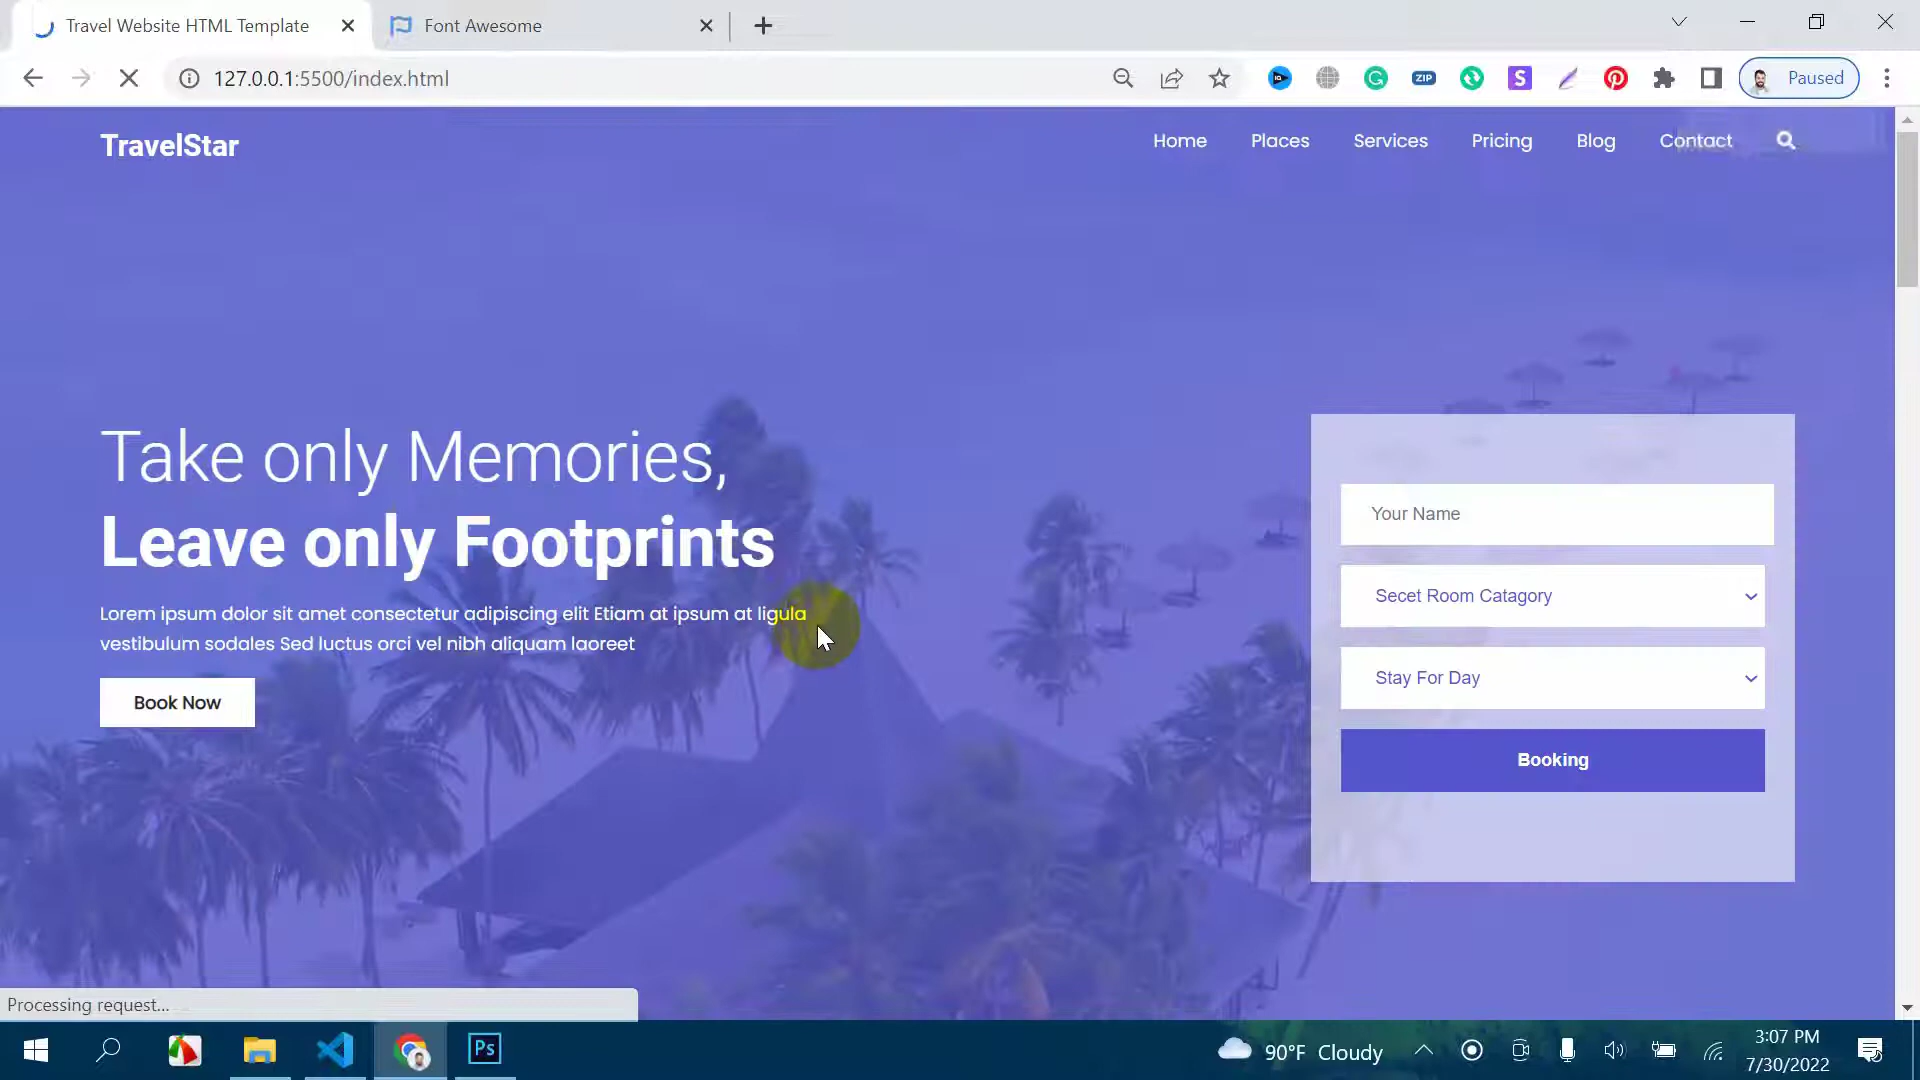 Travel Website HTML Template
Font Awesome
127.0.0.1:5500/index.html
ZIP
S
Paused
TravelStar
Home
Places
Services
Pricing
Blog
Contact
Take only Memories,
Leave only Footprints
Lorem ipsum dolor sit amet consectetur adipiscing elit Etiam at ipsum at ligula
vestibulum sodales Sed luctus orci vel nibh aliquam laoreet
Book Now
Your Name
Secet Room Catagory
Stay For Day
Booking
Processing request...
Ps
90°F Cloudy
3:07 PM
7/30/2022